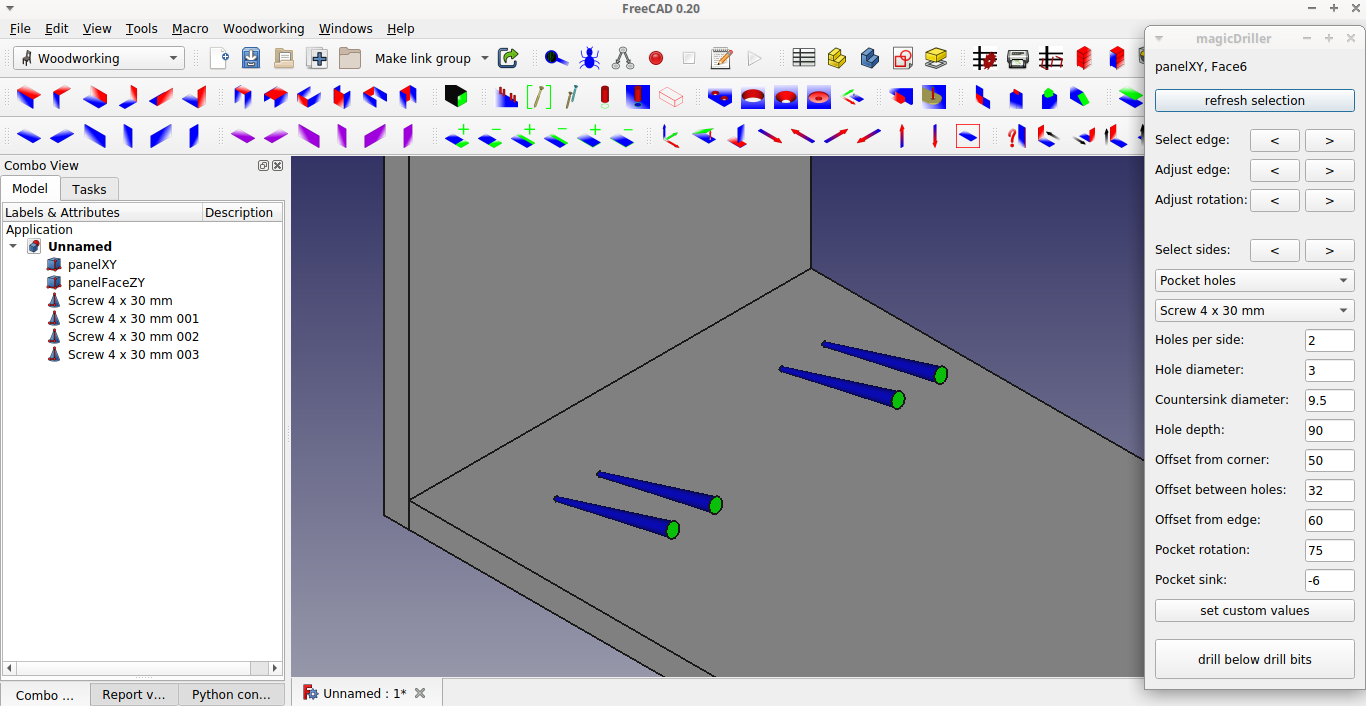 FreeCAD 0.20
File Edit View Tools Macro Woodworking Windows Help
Woodworking
Make link group
Combo View
Model Tasks
Labels & Attributes Description
Application
Unnamed
panelXY
panelFaceZY
Screw 4 x 30 mm
Screw 4 x 30 mm 001
Screw 4 x 30 mm 002
Screw 4 x 30 mm 003
Combo ... Report v... Python con...
Unnamed : 1*
magicDriller
panelXY, Face6
refresh selection
Select edge: < >
Adjust edge: < >
Adjust rotation: < >
Select sides: < >
Pocket holes
Screw 4 x 30 mm
Holes per side: 2
Hole diameter: 3
Countersink diameter: 9.5
Hole depth: 90
Offset from corner: 50
Offset between holes: 32
Offset from edge: 60
Pocket rotation: 75
Pocket sink: -6
set custom values
drill below drill bits